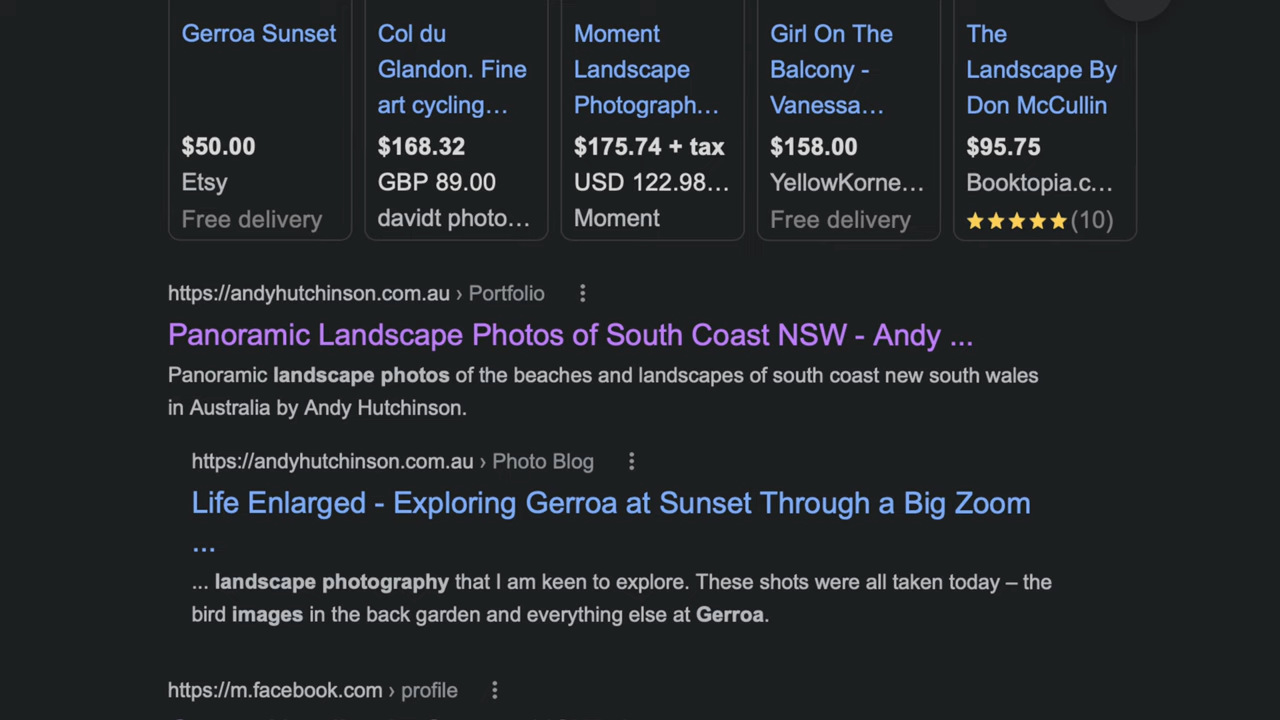 Gerroa Sunset
$50.00
Etsy
Free delivery
Col du
Glandon. Fine
art cycling...
$168.32
GBP 89.00
davidt photo...
Moment
Landscape
Photograph...
$175.74 + tax
USD 122.98...
Moment
Girl On The
Balcony -
Vanessa...
$158.00
YellowKorne...
Free delivery
The
Landscape By
Don McCullin
$95.75
Booktopia.c...
★★★★★(10)
https://andyhutchinson.com.au › Portfolio
Panoramic Landscape Photos of South Coast NSW - Andy ...
Panoramic landscape photos of the beaches and landscapes of south coast new south wales
in Australia by Andy Hutchinson.
https://andyhutchinson.com.au › Photo Blog
Life Enlarged - Exploring Gerroa at Sunset Through a Big Zoom
...
... landscape photography that I am keen to explore. These shots were all taken today – the
bird images in the back garden and everything else at Gerroa.
https://m.facebook.com › profile